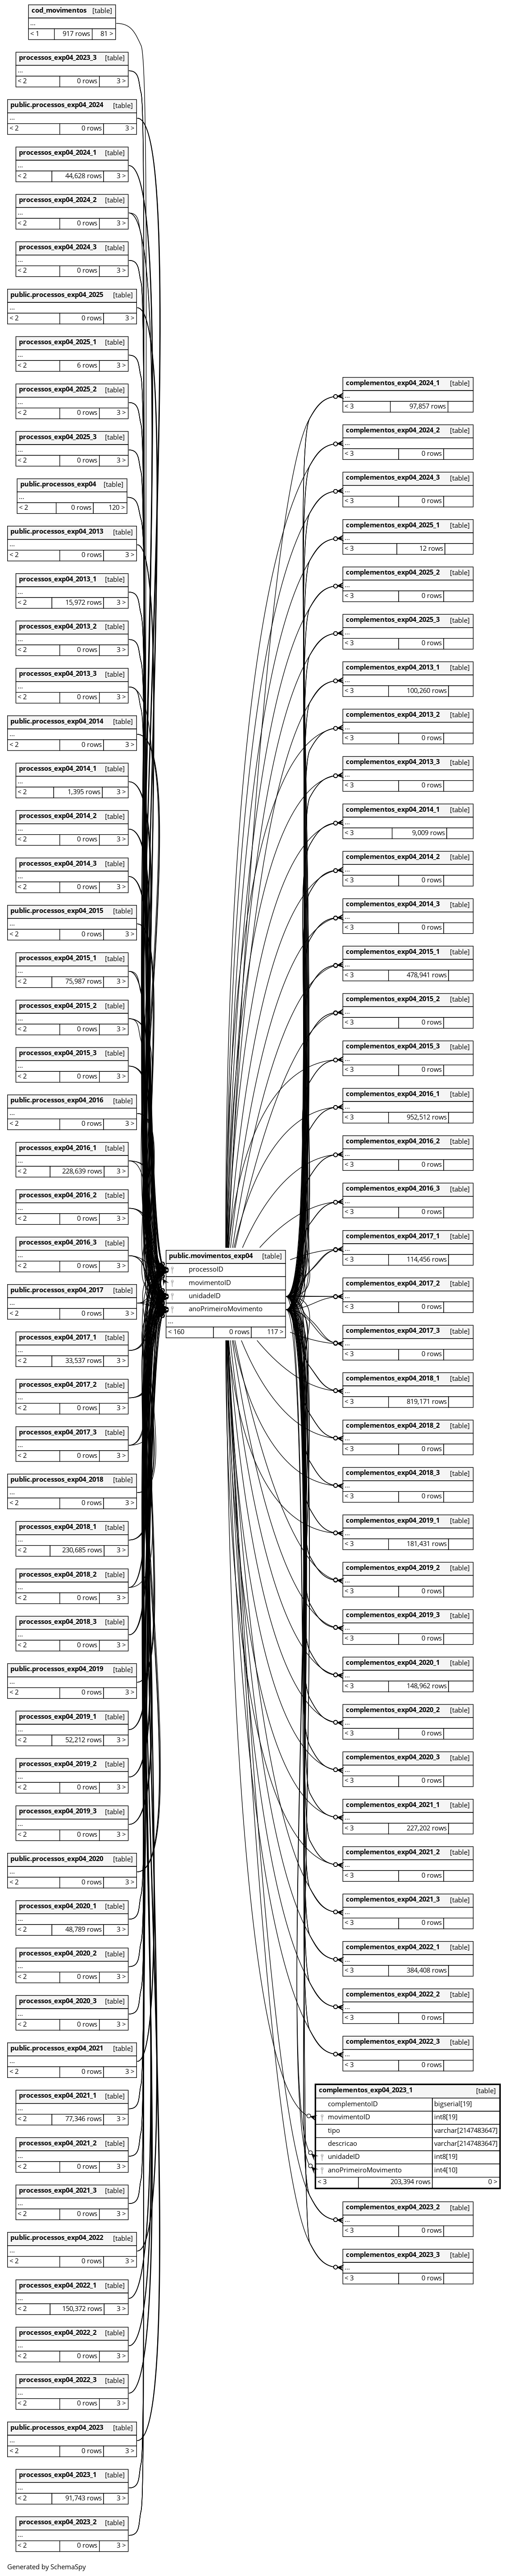 cod_movimentos [table]
...
< 1 917 rows 81 >
processos_exp04_2023_3 [table]
...
< 2 0 rows 3 >
public.processos_exp04_2024 [table]
...
< 2 0 rows 3 >
processos_exp04_2024_1 [table]
...
< 2 44,628 rows 3 >
processos_exp04_2024_2 [table]
...
< 2 0 rows 3 >
processos_exp04_2024_3 [table]
...
< 2 0 rows 3 >
public.processos_exp04_2025 [table]
...
< 2 0 rows 3 >
processos_exp04_2025_1 [table]
...
< 2 6 rows 3 >
processos_exp04_2025_2 [table]
...
< 2 0 rows 3 >
processos_exp04_2025_3 [table]
...
< 2 0 rows 3 >
public.processos_exp04 [table]
...
< 2 0 rows 120 >
public.processos_exp04_2013 [table]
...
< 2 0 rows 3 >
processos_exp04_2013_1 [table]
...
< 2 15,972 rows 3 >
processos_exp04_2013_2 [table]
...
< 2 0 rows 3 >
processos_exp04_2013_3 [table]
...
< 2 0 rows 3 >
public.processos_exp04_2014 [table]
...
< 2 0 rows 3 >
processos_exp04_2014_1 [table]
...
< 2 1,395 rows 3 >
processos_exp04_2014_2 [table]
...
< 2 0 rows 3 >
processos_exp04_2014_3 [table]
...
< 2 0 rows 3 >
public.processos_exp04_2015 [table]
...
< 2 0 rows 3 >
processos_exp04_2015_1 [table]
...
< 2 75,987 rows 3 >
processos_exp04_2015_2 [table]
...
< 2 0 rows 3 >
processos_exp04_2015_3 [table]
...
< 2 0 rows 3 >
public.processos_exp04_2016 [table]
...
< 2 0 rows 3 >
processos_exp04_2016_1 [table]
...
< 2 228,639 rows 3 >
processos_exp04_2016_2 [table]
...
< 2 0 rows 3 >
processos_exp04_2016_3 [table]
...
< 2 0 rows 3 >
public.processos_exp04_2017 [table]
...
< 2 0 rows 3 >
processos_exp04_2017_1 [table]
...
< 2 33,537 rows 3 >
processos_exp04_2017_2 [table]
...
< 2 0 rows 3 >
processos_exp04_2017_3 [table]
...
< 2 0 rows 3 >
public.processos_exp04_2018 [table]
...
< 2 0 rows 3 >
processos_exp04_2018_1 [table]
...
< 2 230,685 rows 3 >
processos_exp04_2018_2 [table]
...
< 2 0 rows 3 >
processos_exp04_2018_3 [table]
...
< 2 0 rows 3 >
public.processos_exp04_2019 [table]
...
< 2 0 rows 3 >
processos_exp04_2019_1 [table]
...
< 2 52,212 rows 3 >
processos_exp04_2019_2 [table]
...
< 2 0 rows 3 >
processos_exp04_2019_3 [table]
...
< 2 0 rows 3 >
public.processos_exp04_2020 [table]
...
< 2 0 rows 3 >
processos_exp04_2020_1 [table]
...
< 2 48,789 rows 3 >
processos_exp04_2020_2 [table]
...
< 2 0 rows 3 >
processos_exp04_2020_3 [table]
...
< 2 0 rows 3 >
public.processos_exp04_2021 [table]
...
< 2 0 rows 3 >
processos_exp04_2021_1 [table]
...
< 2 77,346 rows 3 >
processos_exp04_2021_2 [table]
...
< 2 0 rows 3 >
processos_exp04_2021_3 [table]
...
< 2 0 rows 3 >
public.processos_exp04_2022 [table]
...
< 2 0 rows 3 >
processos_exp04_2022_1 [table]
...
< 2 150,372 rows 3 >
processos_exp04_2022_2 [table]
...
< 2 0 rows 3 >
processos_exp04_2022_3 [table]
...
< 2 0 rows 3 >
public.processos_exp04_2023 [table]
...
< 2 0 rows 3 >
processos_exp04_2023_1 [table]
...
< 2 91,743 rows 3 >
processos_exp04_2023_2 [table]
...
< 2 0 rows 3 >
public.movimentos_exp04 [table]
processoID
movimentoID
unidadeID
anoPrimeiroMovimento
...
< 160 0 rows 117 >
complementos_exp04_2024_1 [table]
...
< 3 97,857 rows
complementos_exp04_2024_2 [table]
...
< 3 0 rows
complementos_exp04_2024_3 [table]
...
< 3 0 rows
complementos_exp04_2025_1 [table]
...
< 3 12 rows
complementos_exp04_2025_2 [table]
...
< 3 0 rows
complementos_exp04_2025_3 [table]
...
< 3 0 rows
complementos_exp04_2013_1 [table]
...
< 3 100,260 rows
complementos_exp04_2013_2 [table]
...
< 3 0 rows
complementos_exp04_2013_3 [table]
...
< 3 0 rows
complementos_exp04_2014_1 [table]
...
< 3 9,009 rows
complementos_exp04_2014_2 [table]
...
< 3 0 rows
complementos_exp04_2014_3 [table]
...
< 3 0 rows
complementos_exp04_2015_1 [table]
...
< 3 478,941 rows
complementos_exp04_2015_2 [table]
...
< 3 0 rows
complementos_exp04_2015_3 [table]
...
< 3 0 rows
complementos_exp04_2016_1 [table]
...
< 3 952,512 rows
complementos_exp04_2016_2 [table]
...
< 3 0 rows
complementos_exp04_2016_3 [table]
...
< 3 0 rows
complementos_exp04_2017_1 [table]
...
< 3 114,456 rows
complementos_exp04_2017_2 [table]
...
< 3 0 rows
complementos_exp04_2017_3 [table]
...
< 3 0 rows
complementos_exp04_2018_1 [table]
...
< 3 819,171 rows
complementos_exp04_2018_2 [table]
...
< 3 0 rows
complementos_exp04_2018_3 [table]
...
< 3 0 rows
complementos_exp04_2019_1 [table]
...
< 3 181,431 rows
complementos_exp04_2019_2 [table]
...
< 3 0 rows
complementos_exp04_2019_3 [table]
...
< 3 0 rows
complementos_exp04_2020_1 [table]
...
< 3 148,962 rows
complementos_exp04_2020_2 [table]
...
< 3 0 rows
complementos_exp04_2020_3 [table]
...
< 3 0 rows
complementos_exp04_2021_1 [table]
...
< 3 227,202 rows
complementos_exp04_2021_2 [table]
...
< 3 0 rows
complementos_exp04_2021_3 [table]
...
< 3 0 rows
complementos_exp04_2022_1 [table]
...
< 3 384,408 rows
complementos_exp04_2022_2 [table]
...
< 3 0 rows
complementos_exp04_2022_3 [table]
...
< 3 0 rows
complementos_exp04_2023_1 [table]
complementoID bigserial[19]
movimentoID int8[19]
tipo varchar[2147483647]
descricao varchar[2147483647]
unidadeID int8[19]
anoPrimeiroMovimento int4[10]
< 3 203,394 rows 0 >
complementos_exp04_2023_2 [table]
...
< 3 0 rows
complementos_exp04_2023_3 [table]
...
< 3 0 rows
Generated by SchemaSpy